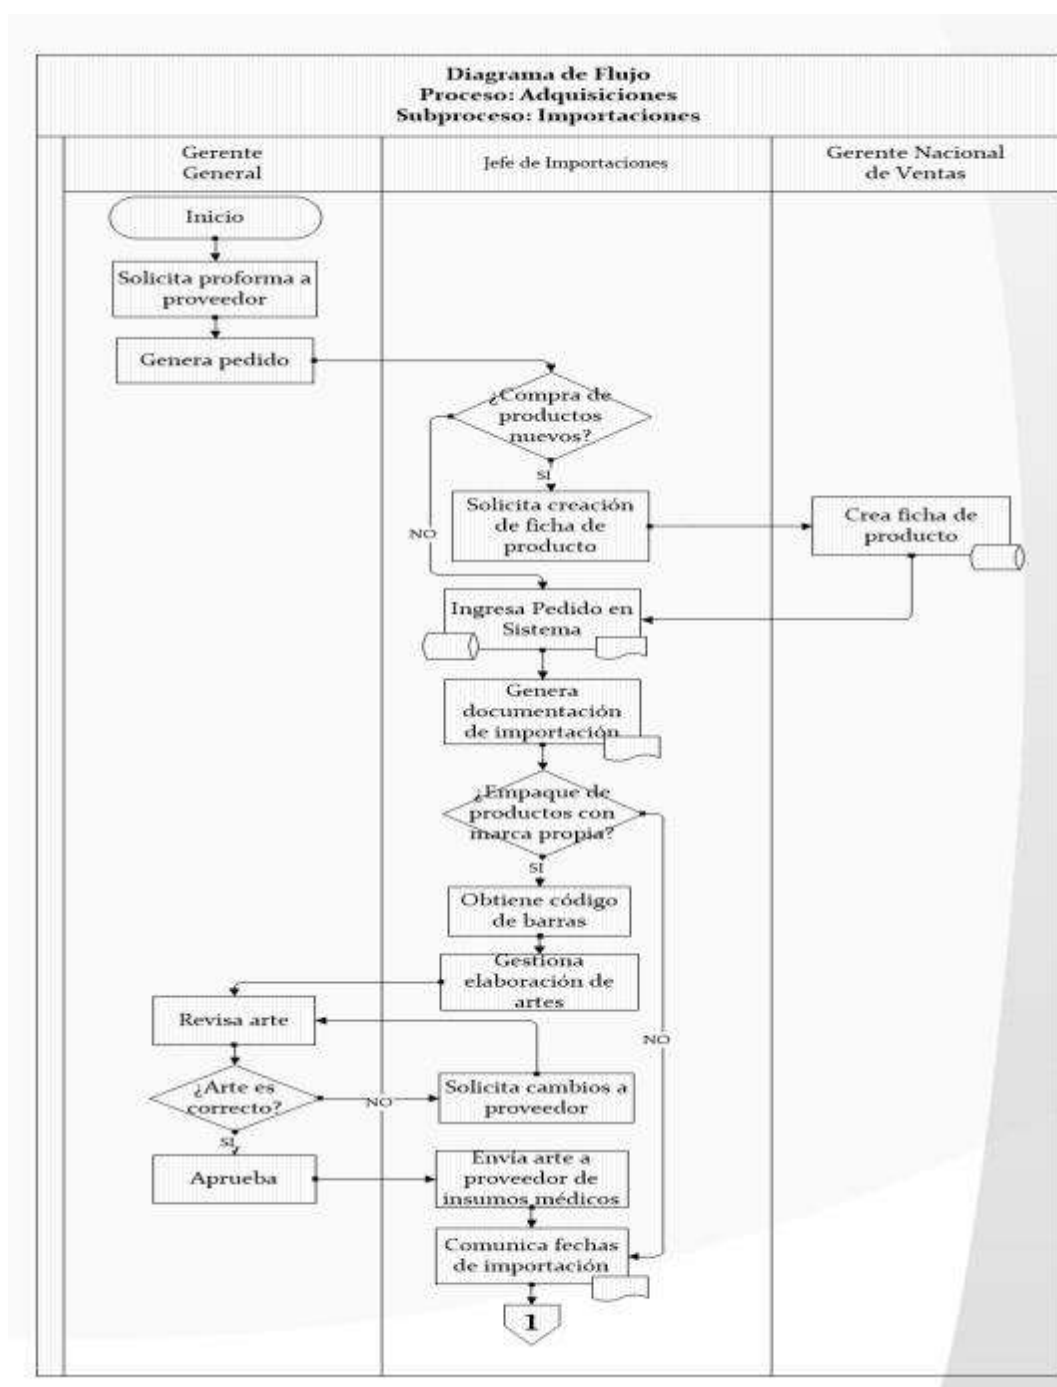 Diagrama de Flujo
Proceso: Adquisiciones
Subproceso: Importaciones
Gerente
General
Jefe de Importaciones
Gerente Nacional
de Ventas
Inicio
Solicita proforma a
proveedor
Genera pedido
¿Compra de
productos
nuevos?
SI
NO
Solicita creación
de ficha de
producto
Crea ficha de
producto
Ingresa Pedido en
Sistema
Genera
documentación
de importación
¿Empaque de
productos con
marca propia?
SI
NO
Obtiene código
de barras
Gestiona
elaboración de
artes
Revisa arte
¿Arte es
correcto?
NO
SI
Solicita cambios a
proveedor
Aprueba
Envía arte a
proveedor de
insumos médicos
Comunica fechas
de importación
1